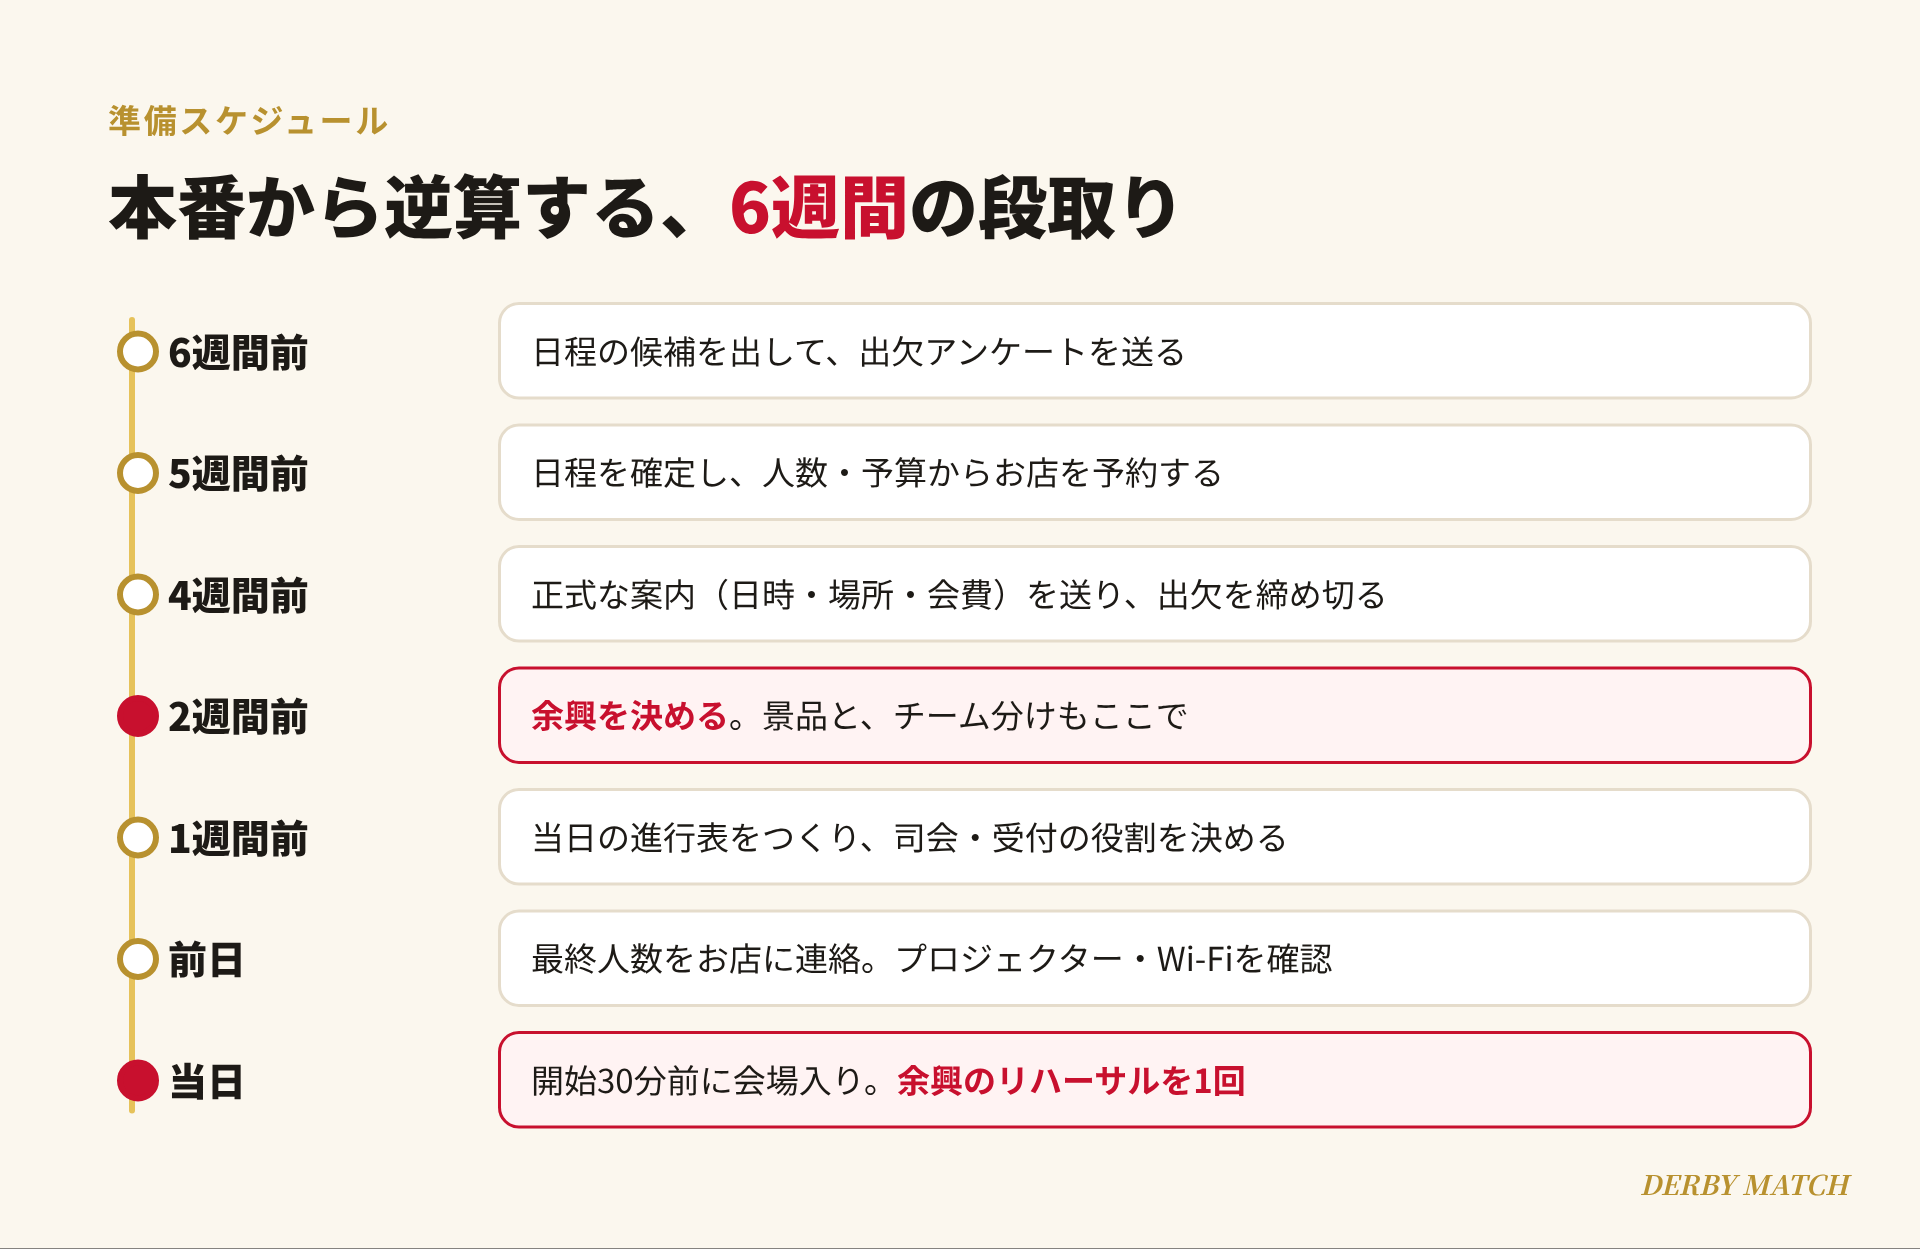 準備スケジュール
本番から逆算する、6週間の段取り
6週間前
日程の候補を出して、出欠アンケートを送る
5週間前
日程を確定し、人数・予算からお店を予約する
4週間前
正式な案内（日時・場所・会費）を送り、出欠を締め切る
2週間前
余興を決める。景品と、チーム分けもここで
1週間前
当日の進行表をつくり、司会・受付の役割を決める
前日
最終人数をお店に連絡。プロジェクター・Wi-Fiを確認
当日
開始30分前に会場入り。余興のリハーサルを1回
DERBY MATCH